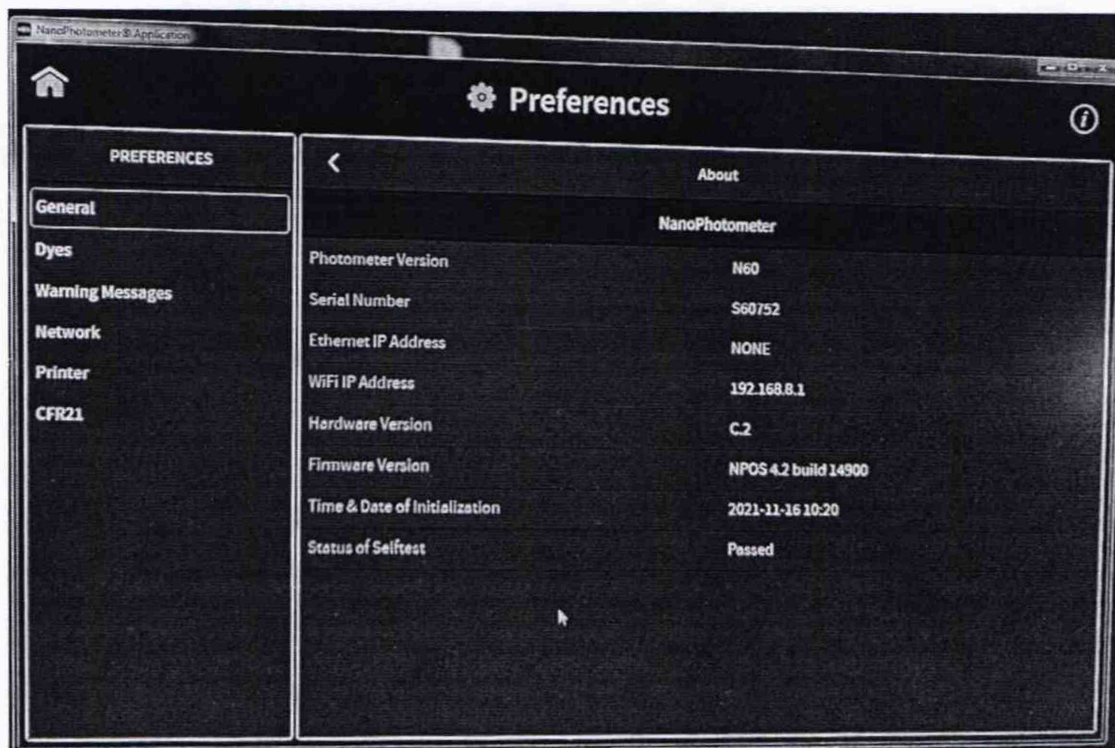 NanoPhotometer® Application
Preferences
PREFERENCES
General
Dyes
Warning Messages
Network
Printer
CFR21
About
NanoPhotometer
Photometer Version N60
Serial Number S60752
Ethernet IP Address NONE
WiFi IP Address 192.168.8.1
Hardware Version C.2
Firmware Version NPOS 4.2 build 14900
Time & Date of Initialization 2021-11-16 10:20
Status of Selftest Passed